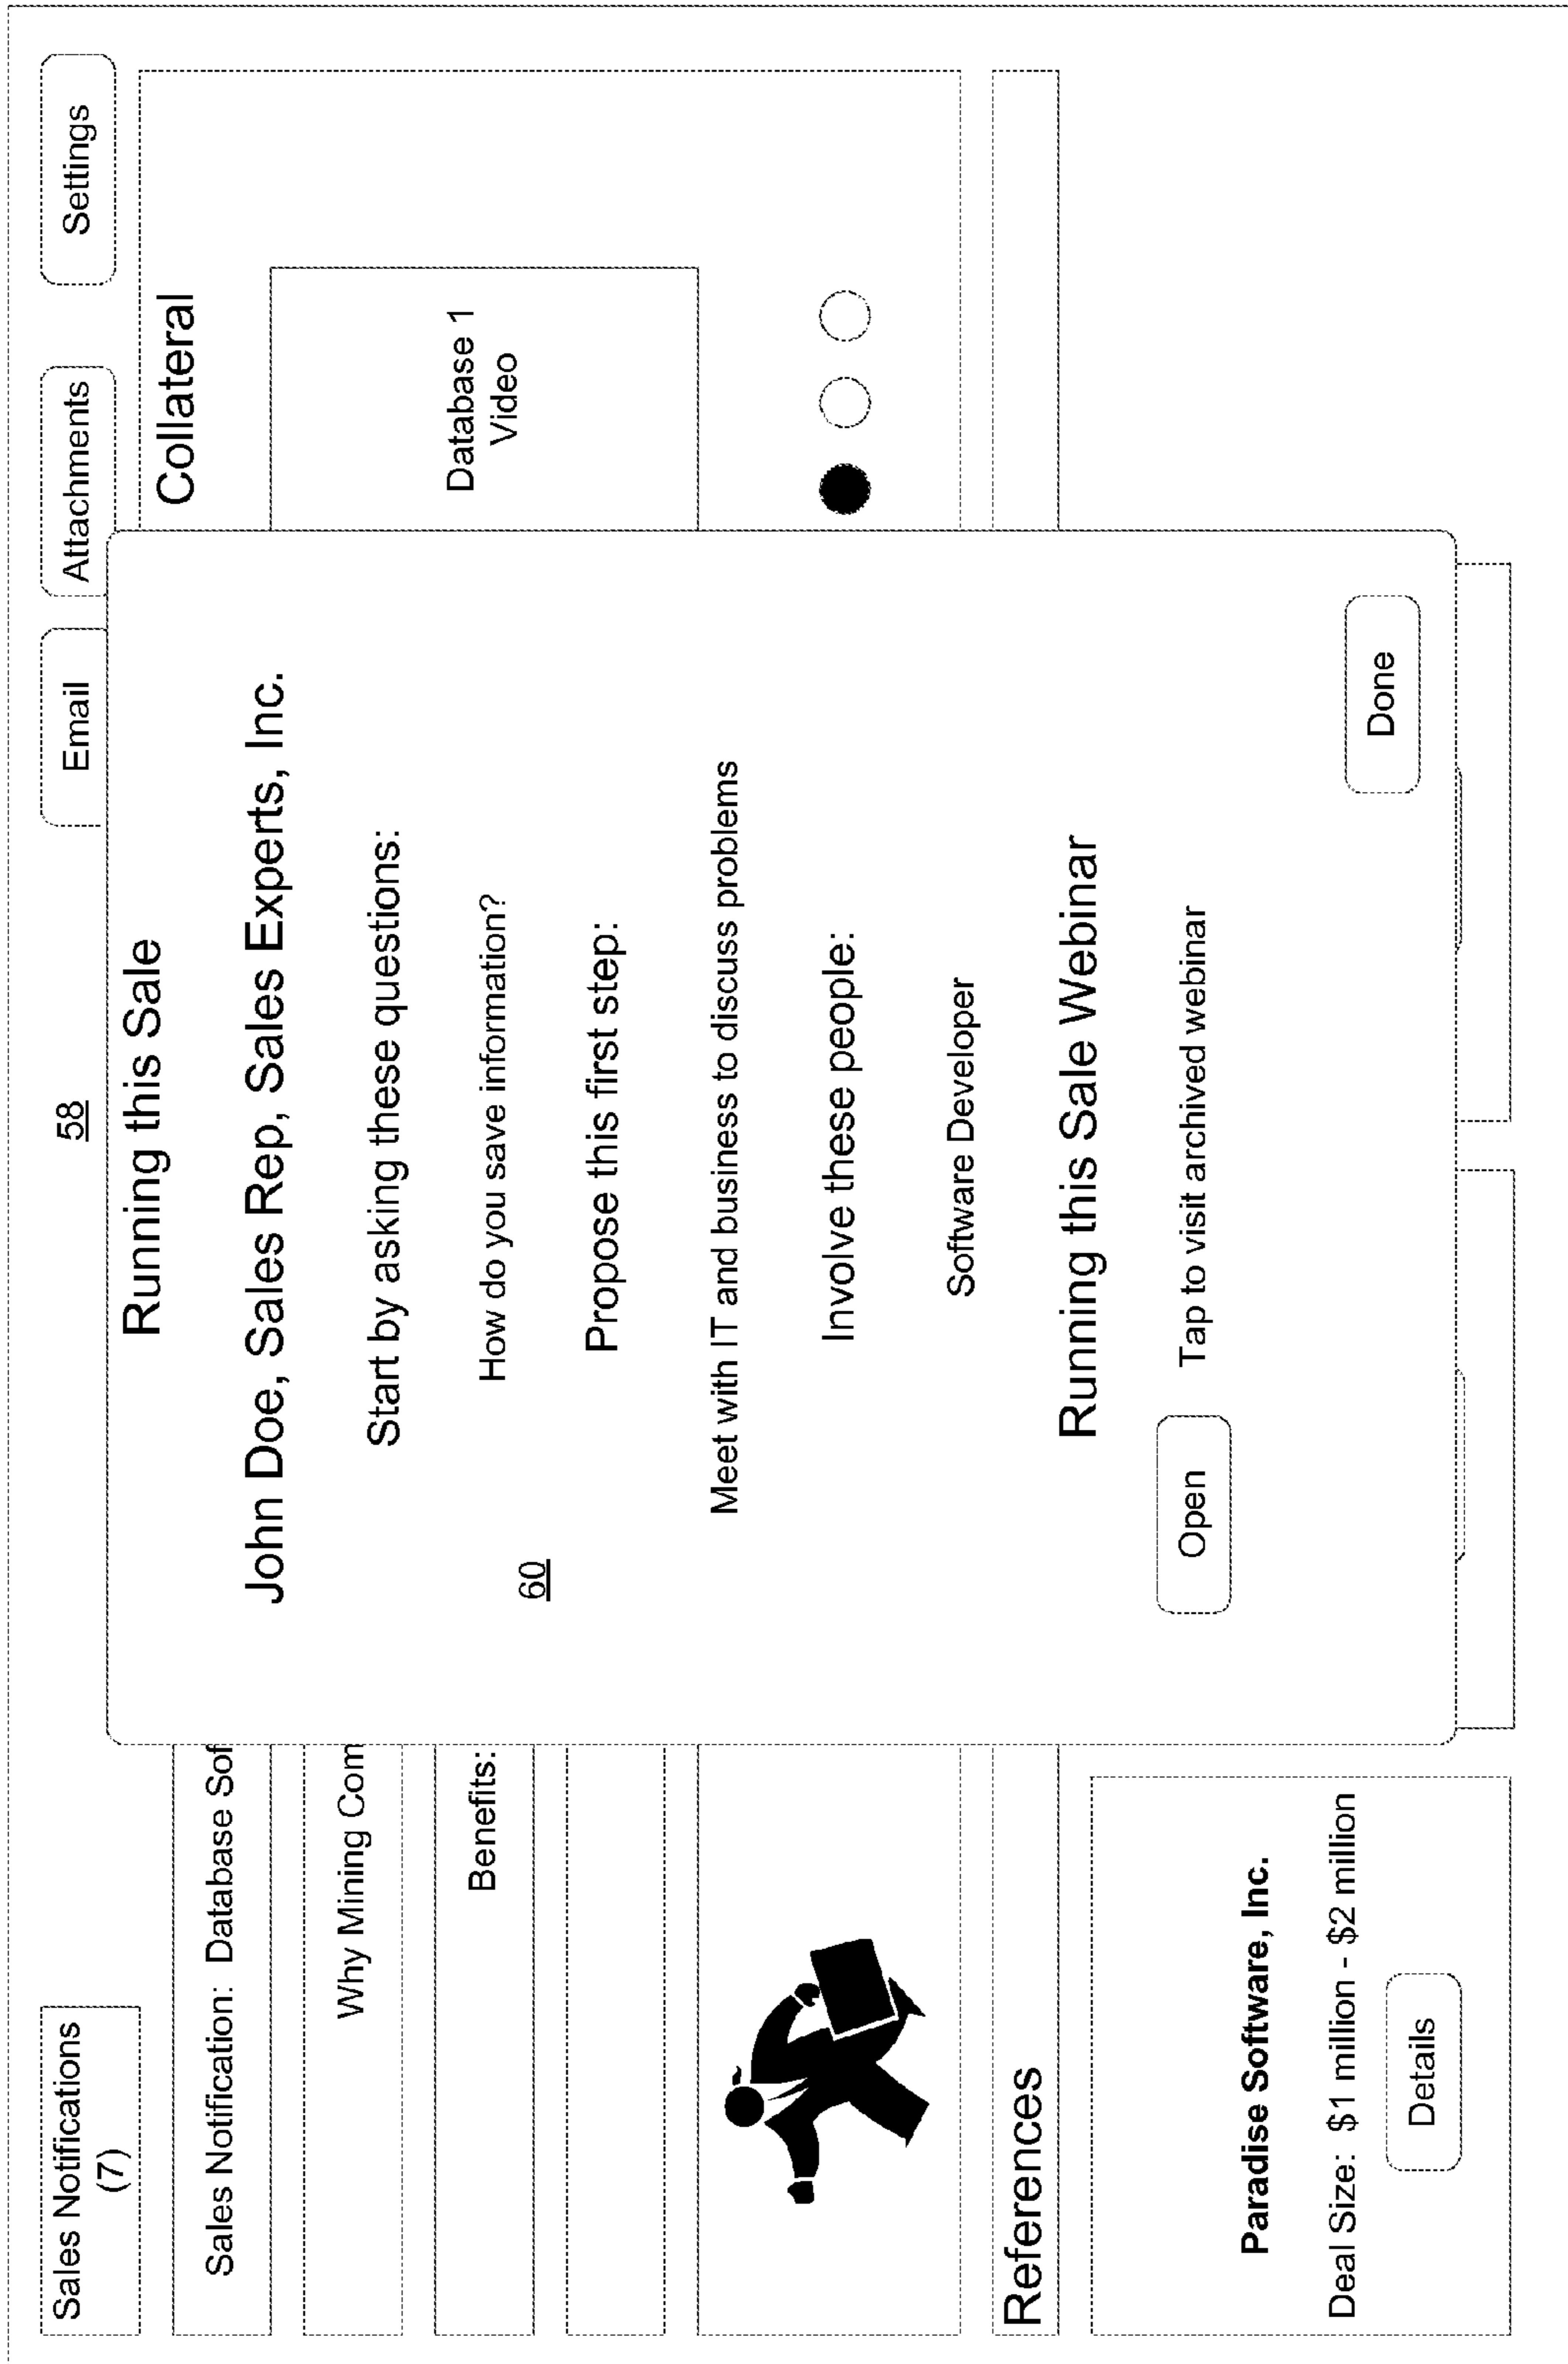 Sales Notifications
(7)
58
Email
Attachments
Settings
Sales Notification:  Database Sof
Why Mining Com
Benefits:
References
Paradise Software, Inc.
Deal Size:  $1 million - $2 million
Details
Running this Sale
John Doe, Sales Rep, Sales Experts, Inc.
Start by asking these questions:
How do you save information?
60
Propose this first step:
Meet with IT and business to discuss problems
Involve these people:
Software Developer
Running this Sale Webinar
Open
Tap to visit archived webinar
Done
Collateral
Database 1
Video